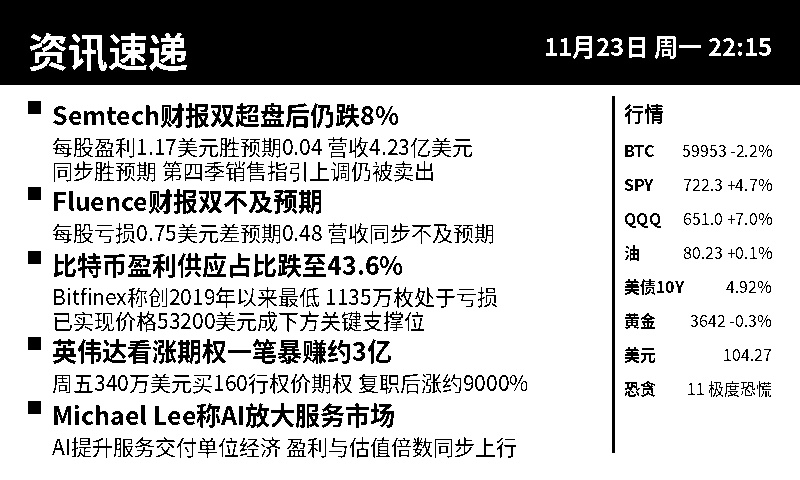 资讯速递
11月23日 周一 22:15
Semtech财报双超盘后仍跌8%
每股盈利1.17美元胜预期0.04 营收4.23亿美元
同步胜预期 第四季销售指引上调仍被卖出
Fluence财报双不及预期
每股亏损0.75美元差预期0.48 营收同步不及预期
比特币盈利供应占比跌至43.6%
Bitfinex称创2019年以来最低 1135万枚处于亏损
已实现价格53200美元成下方关键支撑位
英伟达看涨期权一笔暴赚约3亿
周五340万美元买160行权价期权 复职后涨约9000%
Michael Lee称AI放大服务市场
AI提升服务交付单位经济 盈利与估值倍数同步上行
行情
BTC 59953 -2.2%
SPY 722.3 +4.7%
QQQ 651.0 +7.0%
油 80.23 +0.1%
美债10Y 4.92%
黄金 3642 -0.3%
美元 104.27
恐贪 11 极度恐慌